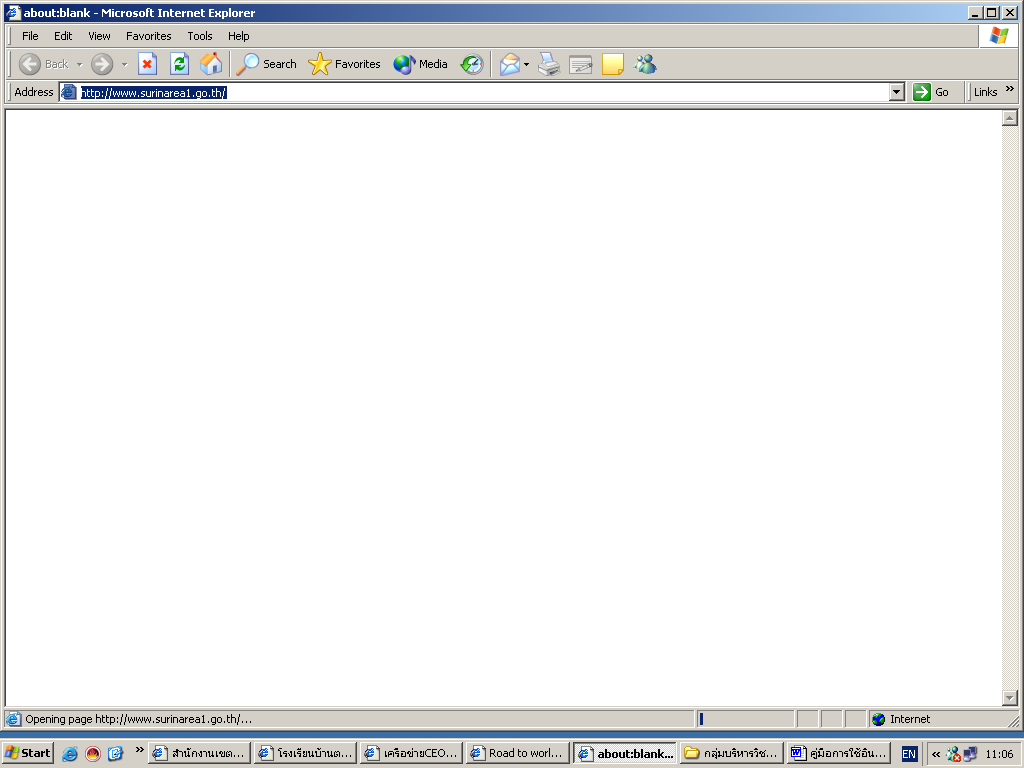 about:blank - Microsoft Internet Explorer
File Edit View Favorites Tools Help
Back Search Favorites Media
Address http://www.surinarea1.go.th/ Go Links »
Opening page http://www.surinarea1.go.th/... Internet
Start » สำนักงานเขต... โรงเรียนบ้านต... เครือข่ายCEO... Road to worl... about:blank... กลุ่มบริหารวิช... คู่มือการใช้อิน... EN « 11:06